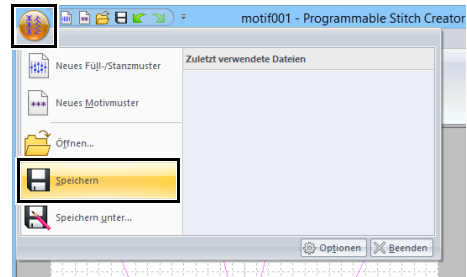 motif001 - Programmable Stitch Creator
Neues Füll-/Stanzmuster
Zuletzt verwendete Dateien
Neues Motivmuster
Öffnen...
Speichern
Speichern unter...
Optionen
Beenden